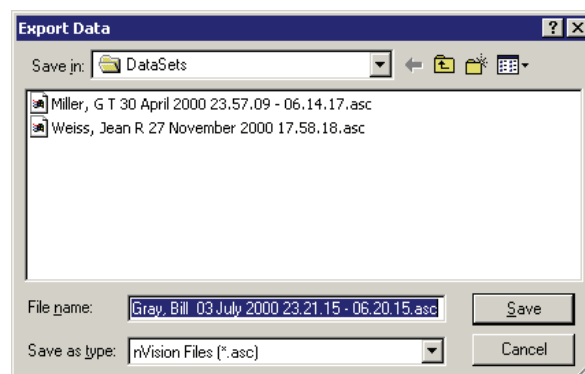 Export Data
Save in: DataSets
Miller, G T 30 April 2000 23.57.09 - 06.14.17.asc
Weiss, Jean R 27 November 2000 17.58.18.asc
File name: Gray, Bill  03 July 2000 23.21.15 - 06.20.15.asc Save
Save as type: nVision Files (*.asc) Cancel